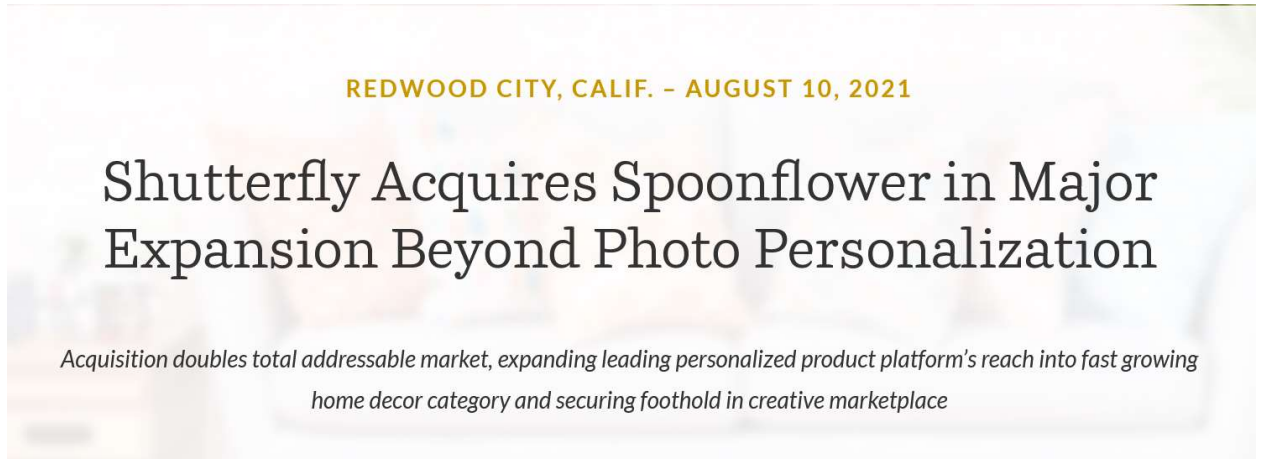 REDWOOD CITY, CALIF. – AUGUST 10, 2021
Shutterfly Acquires Spoonflower in Major
Expansion Beyond Photo Personalization
Acquisition doubles total addressable market, expanding leading personalized product platform’s reach into fast growing
home decor category and securing foothold in creative marketplace